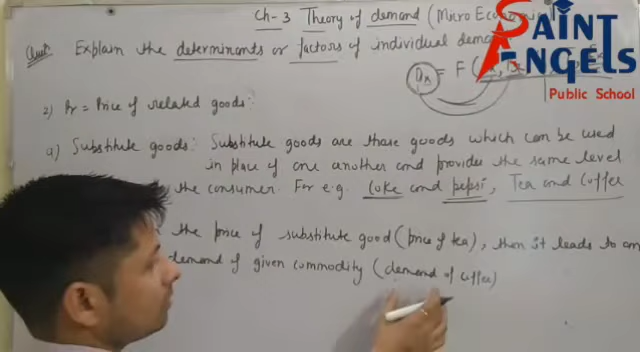 Ch-3 Theory of demand (Micro Economics
SAINT ANGELS
Public School
Ques: Explain the determinants or factors of individual dema
Dx = F (
2) Pr = Price of related goods:
a) Substitute goods: Substitute goods are those goods which can be used
in place of one another and provides the same level
the consumer. For e.g. Coke and pepsi, Tea and Coffee
the price of substitute good (price of tea), then it leads to an
demand of given commodity (demand of coffee)